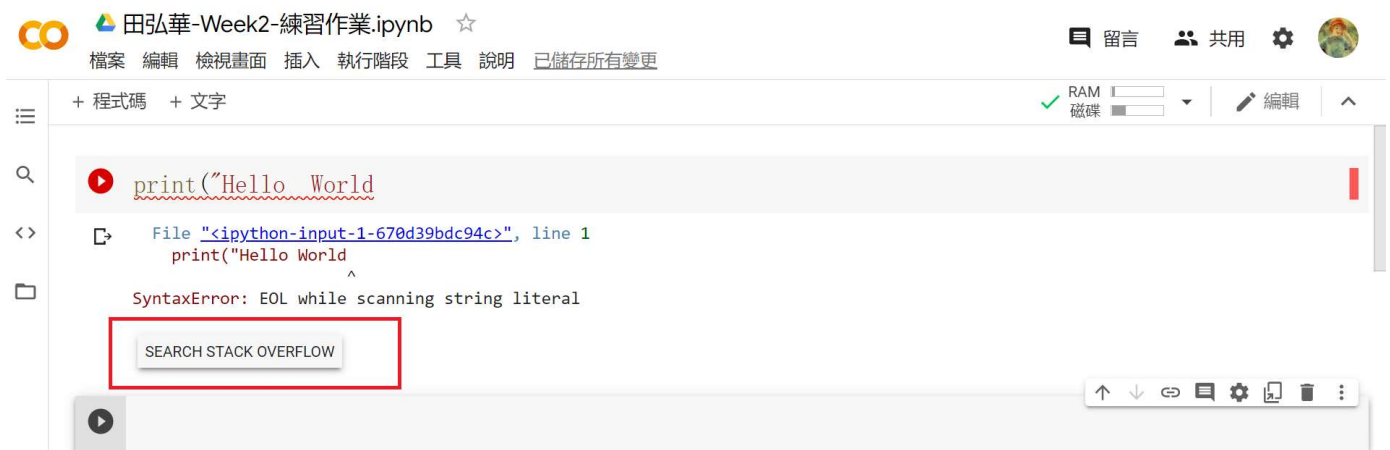 CO
田弘華-Week2-練習作業.ipynb
留言 共用
檔案 編輯 檢視畫面 插入 執行階段 工具 說明 已儲存所有變更
+ 程式碼 + 文字
RAM
磁碟
編輯
print("Hello World
File "<ipython-input-1-670d39bdc94c>", line 1
print("Hello World
^
SyntaxError: EOL while scanning string literal
SEARCH STACK OVERFLOW